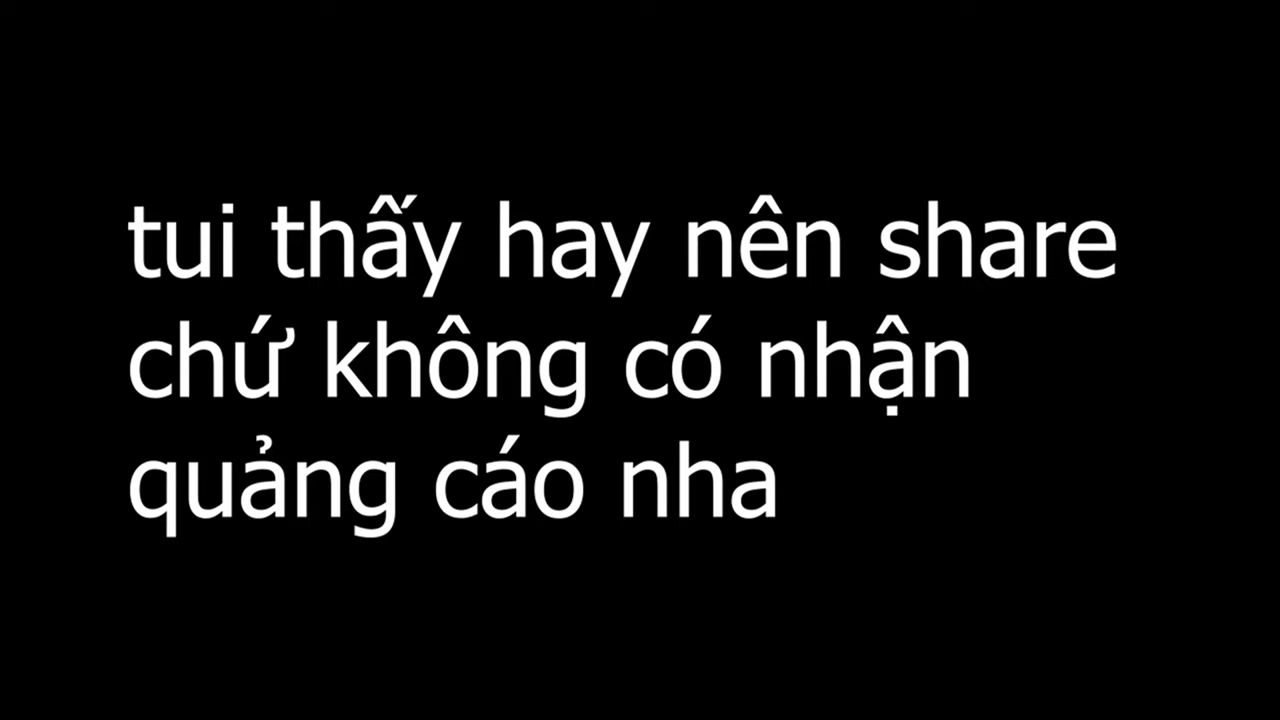 tui thấy hay nên share
chứ không có nhận
quảng cáo nha